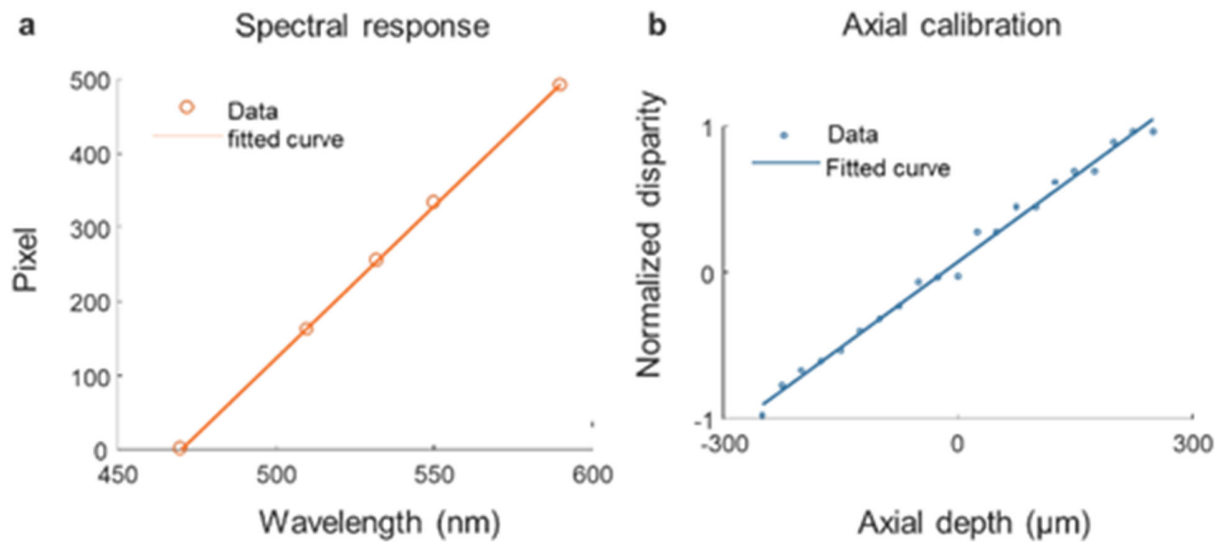 a Spectral response
500
400
300
200
100
0
Pixel
Data
fitted curve
450 500 550 600
Wavelength (nm)
b Axial calibration
1
0
-1
Normalized disparity
Data
Fitted curve
-300 0 300
Axial depth (μm)